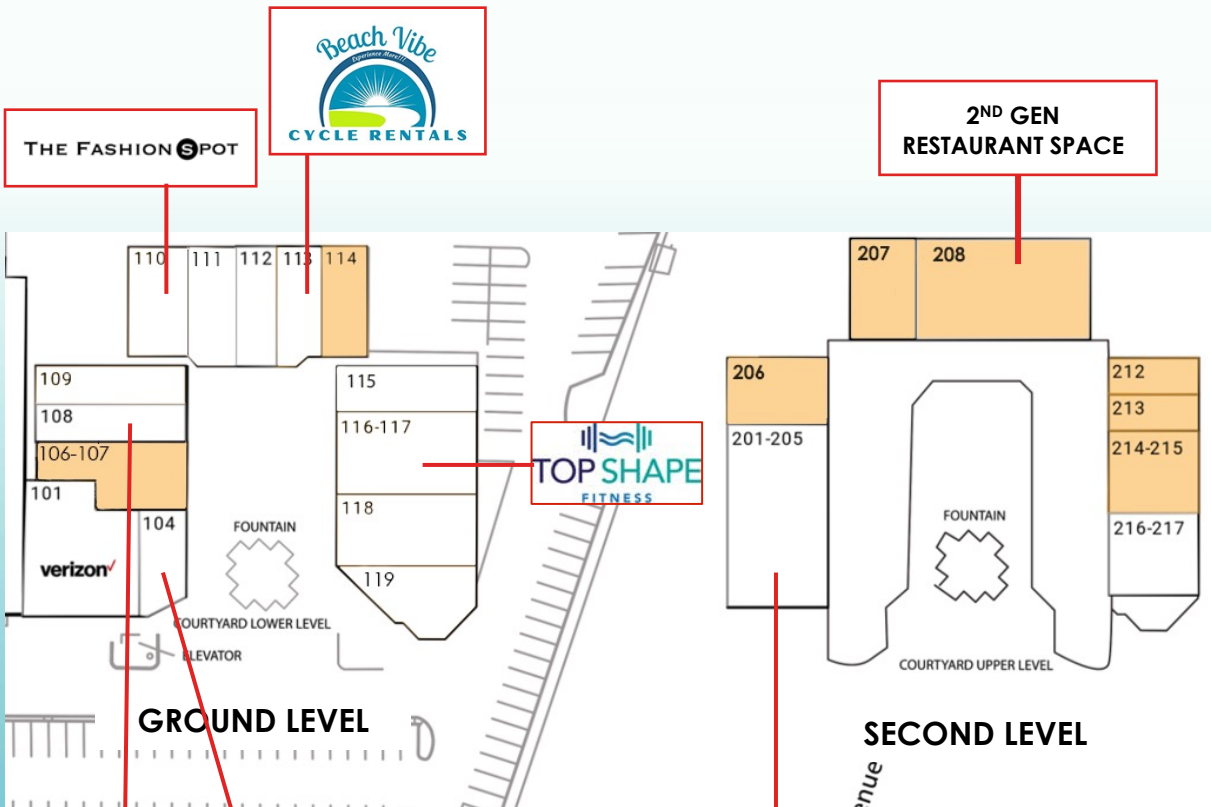 Beach Vibe
Experience More!!!
CYCLE RENTALS
THE FASHION SPOT
2ND GEN
RESTAURANT SPACE
110
111
112
113
114
109
108
106-107
101
104
verizon
115
116-117
118
119
TOP SHAPE
FITNESS
FOUNTAIN
COURTYARD LOWER LEVEL
ELEVATOR
GROUND LEVEL
207
208
206
201-205
212
213
214-215
216-217
FOUNTAIN
COURTYARD UPPER LEVEL
SECOND LEVEL